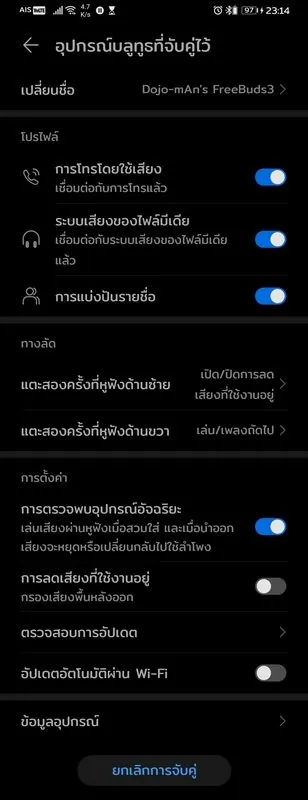 AIS 4.7 K/s 97 23:14
อุปกรณ์บลูทูธที่จับคู่ไว้
เปลี่ยนชื่อ Dojo-mAn's FreeBuds3
โปรไฟล์
การโทรโดยใช้เสียง
เชื่อมต่อกับการโทรแล้ว
ระบบเสียงของไฟล์มีเดีย
เชื่อมต่อกับระบบเสียงของไฟล์มีเดีย
แล้ว
การแบ่งปันรายชื่อ
ทางลัด
แตะสองครั้งที่หูฟังด้านซ้าย เปิด/ปิดการลด
เสียงที่ใช้งานอยู่
แตะสองครั้งที่หูฟังด้านขวา เล่น/เพลงถัดไป
การตั้งค่า
การตรวจพบอุปกรณ์อัจฉริยะ
เล่นเสียงผ่านหูฟังเมื่อสวมใส่ และเมื่อนำออก
เสียงจะหยุดหรือเปลี่ยนกลับไปใช้ลำโพง
การลดเสียงที่ใช้งานอยู่
กรองเสียงพื้นหลังออก
ตรวจสอบการอัปเดต
อัปเดตอัตโนมัติผ่าน Wi-Fi
ข้อมูลอุปกรณ์
ยกเลิกการจับคู่